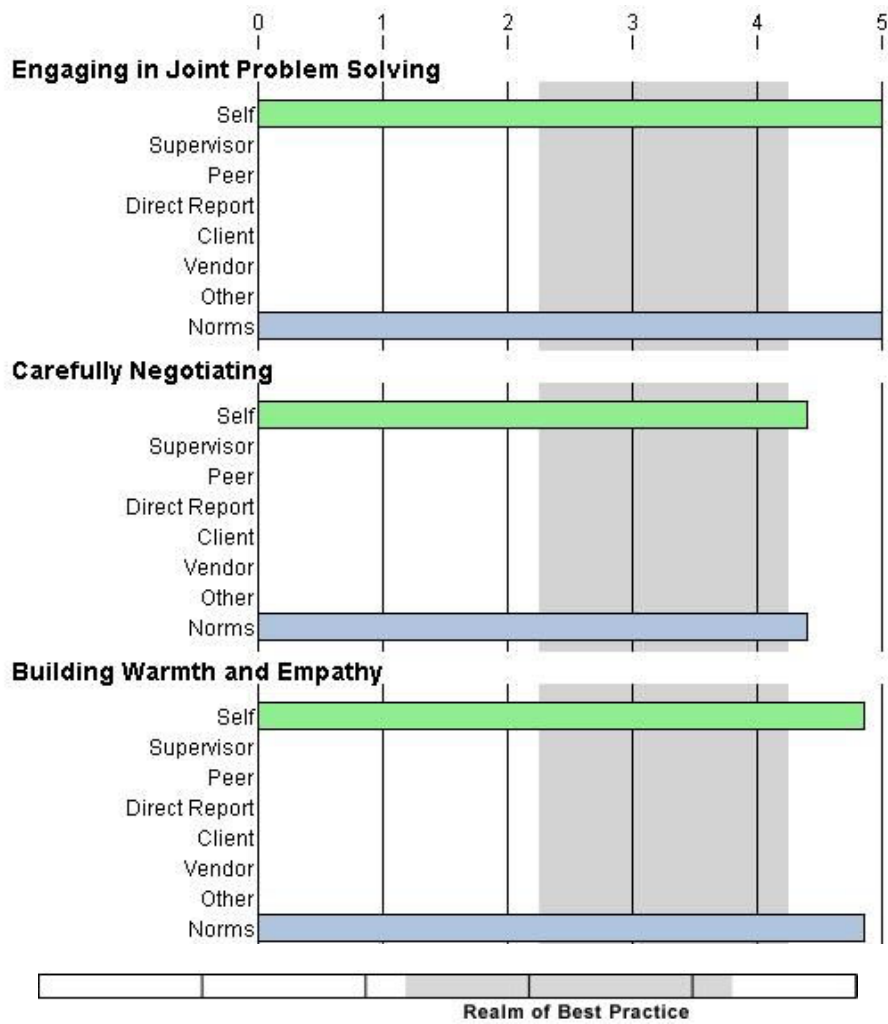 0 1 2 3 4 5
Engaging in Joint Problem Solving
Self
Supervisor
Peer
Direct Report
Client
Vendor
Other
Norms
Carefully Negotiating
Self
Supervisor
Peer
Direct Report
Client
Vendor
Other
Norms
Building Warmth and Empathy
Self
Supervisor
Peer
Direct Report
Client
Vendor
Other
Norms
Realm of Best Practice